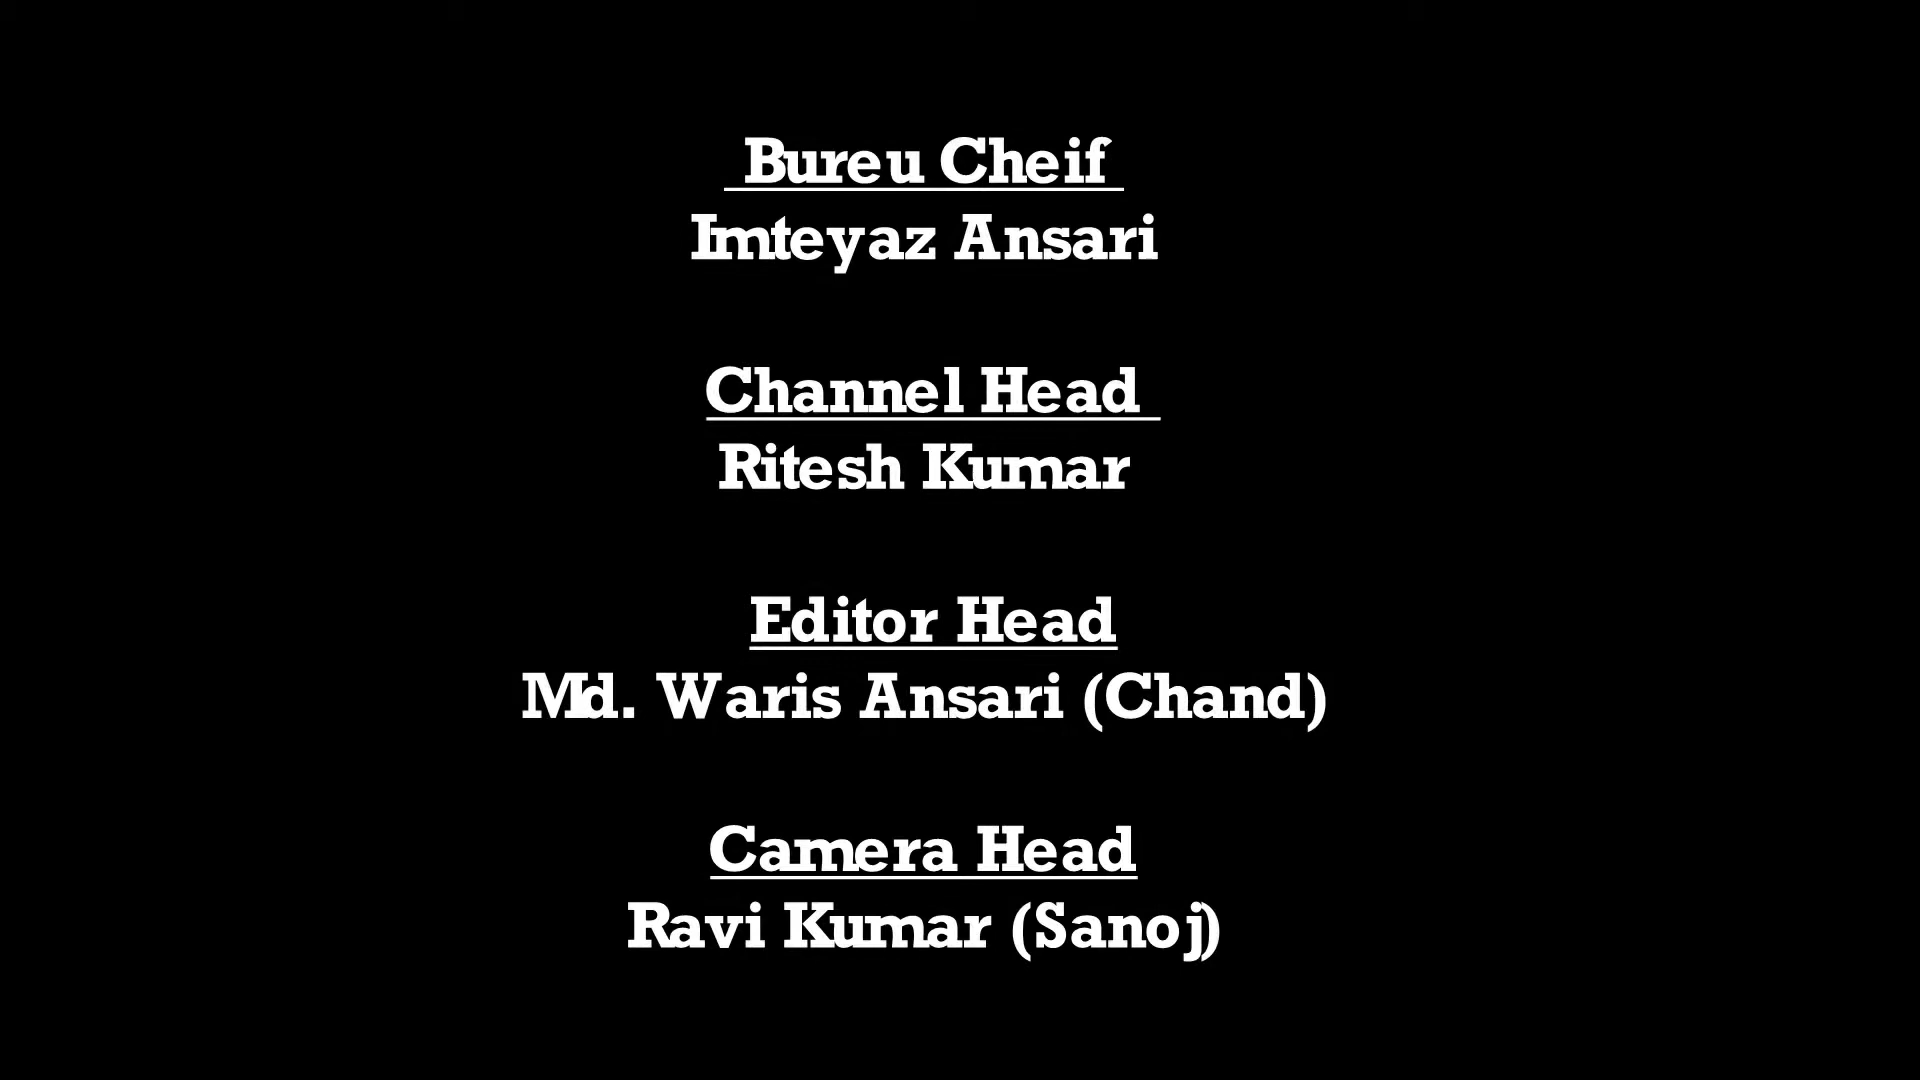 Bureu Cheif
Imteyaz Ansari
Channel Head
Ritesh Kumar
Editor Head
Md. Waris Ansari (Chand)
Camera Head
Ravi Kumar (Sanoj)